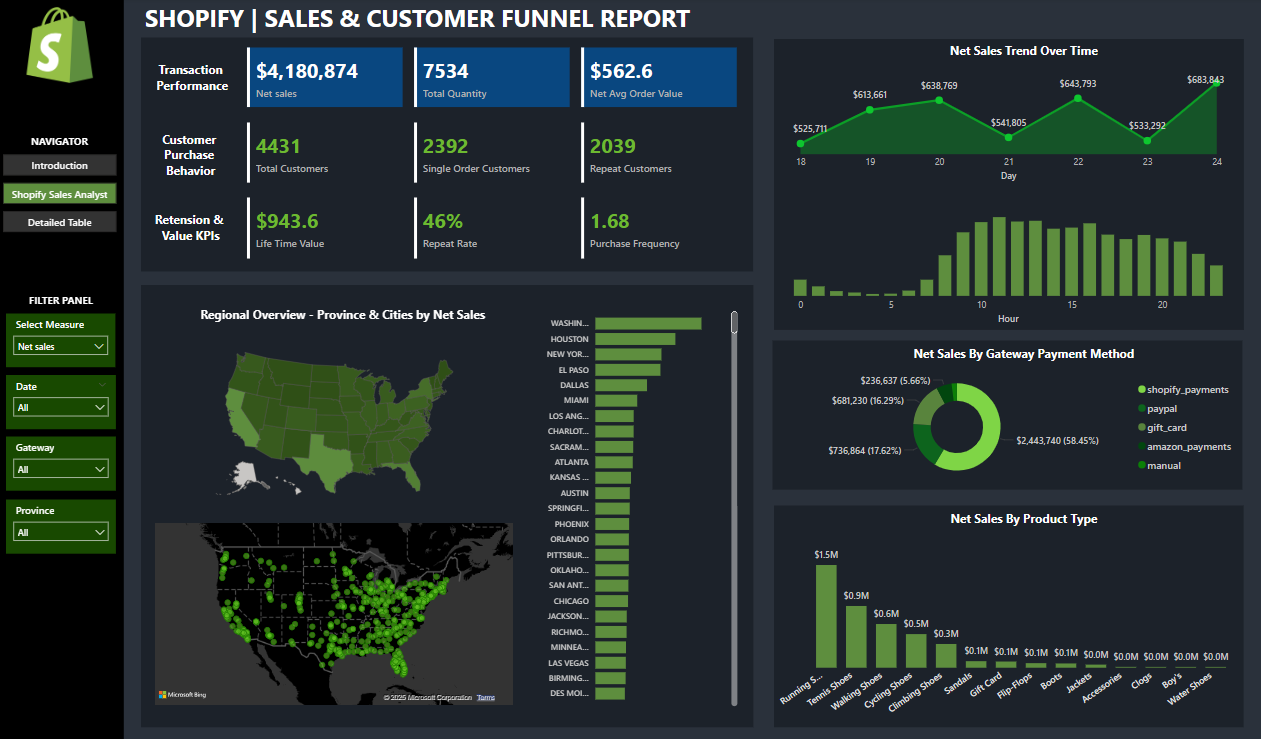 SHOPIFY | SALES & CUSTOMER FUNNEL REPORT
NAVIGATOR
Introduction
Shopify Sales Analyst
Detailed Table
FILTER PANEL
Select Measure
Net sales
Date
All
Gateway
All
Province
All
Transaction
Performance
$4,180,874
Net sales
7534
Total Quantity
$562.6
Net Avg Order Value
Customer
Purchase
Behavior
4431
Total Customers
2392
Single Order Customers
2039
Repeat Customers
Retension &
Value KPIs
$943.6
Life Time Value
46%
Repeat Rate
1.68
Purchase Frequency
Regional Overview - Province & Cities by Net Sales
WASHIN...
HOUSTON
NEW YOR...
EL PASO
DALLAS
MIAMI
LOS ANG...
CHARLOT...
SACRAM...
ATLANTA
KANSAS ...
AUSTIN
SPRINGFI...
PHOENIX
ORLANDO
PITTSBUR...
OKLAHO...
SAN ANT...
CHICAGO
JACKSON...
RICHMO...
MINNEA...
LAS VEGAS
BIRMING...
DES MOI...
Microsoft Bing
© 2025 Microsoft Corporation Terms
Net Sales Trend Over Time
$525,711
$613,661
$638,769
$541,805
$643,793
$533,292
$683,843
18 19 20 21 22 23 24
Day
0 5 10 15 20
Hour
Net Sales By Gateway Payment Method
$236,637 (5.66%)
$681,230 (16.29%)
$736,864 (17.62%)
$2,443,740 (58.45%)
shopify_payments
paypal
gift_card
amazon_payments
manual
Net Sales By Product Type
$1.5M $0.9M $0.6M $0.5M $0.3M $0.1M $0.1M $0.1M $0.1M $0.0M $0.0M $0.0M $0.0M $0.0M
Running S...
Tennis Shoes
Walking Shoes
Cycling Shoes
Climbing Shoes
Sandals
Gift Card
Flip-Flops
Boots
Jackets
Accessories
Clogs
Boy's
Water Shoes